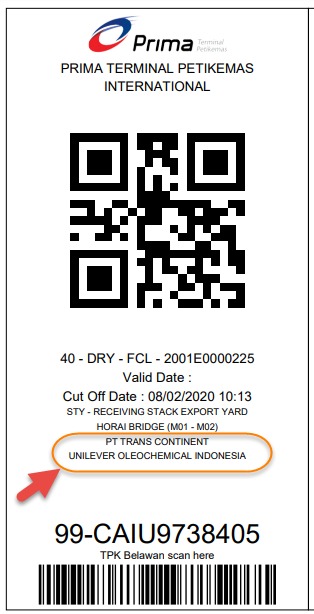 Prima Terminal Petikemas
PRIMA TERMINAL PETIKEMAS
INTERNATIONAL
40 - DRY - FCL - 2001E0000225
Valid Date :
Cut Off Date : 08/02/2020 10:13
STY - RECEIVING STACK EXPORT YARD
HORAI BRIDGE (M01 - M02)
PT TRANS CONTINENT
UNILEVER OLEOCHEMICAL INDONESIA
99-CAIU9738405
TPK Belawan scan here